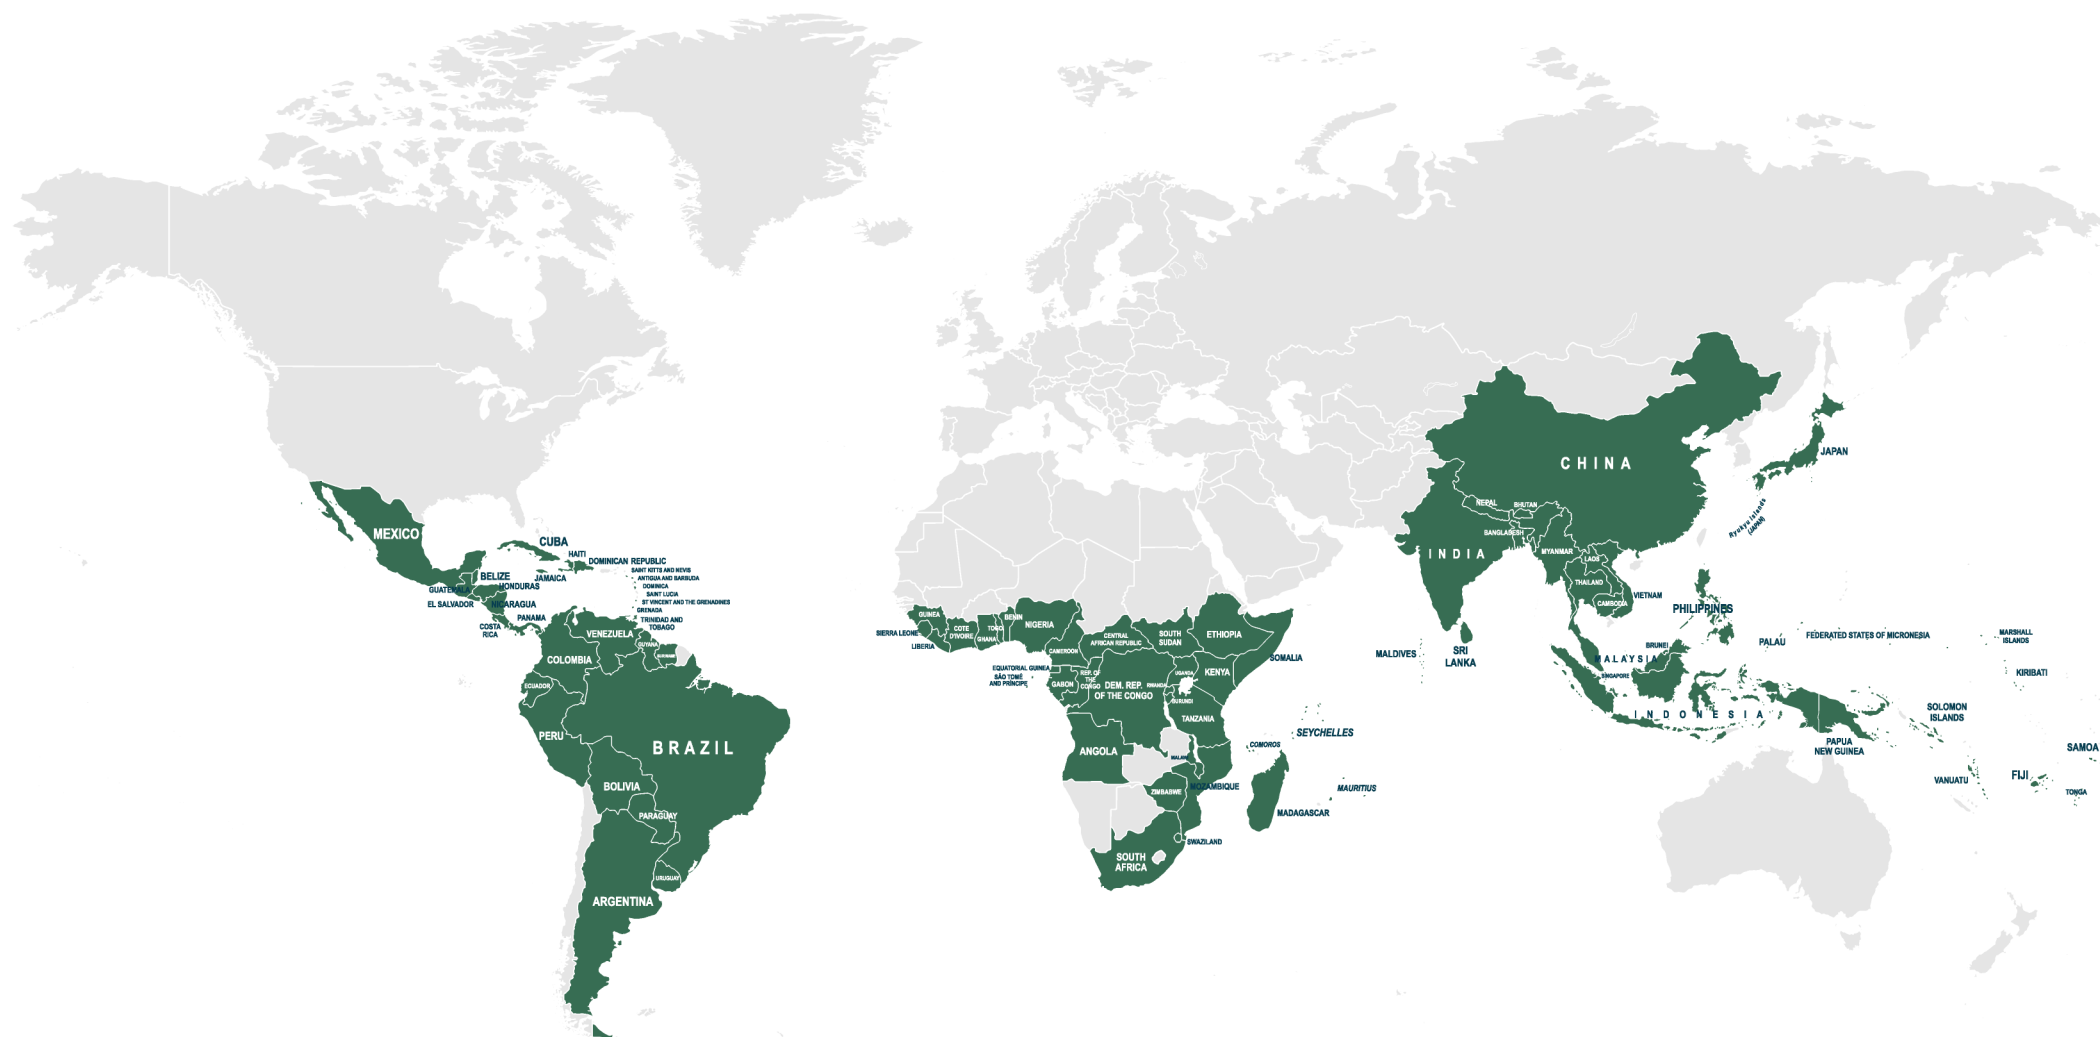 CHINA
JAPAN
Ryukyu Islands
(JAPAN)
NEPAL
BHUTAN
BANGLADESH
INDIA
MYANMAR
LAOS
THAILAND
CAMBODIA
VIETNAM
PHILIPPINES
MEXICO
CUBA
HAITI
DOMINICAN REPUBLIC
SAINT KITTS AND NEVIS
ANTIGUA AND BARBUDA
DOMINICA
SAINT LUCIA
ST VINCENT AND THE GRENADINES
GRENADA
TRINIDAD AND
TOBAGO
JAMAICA
BELIZE
HONDURAS
GUATEMALA
EL SALVADOR
NICARAGUA
PANAMA
COSTA
RICA
VENEZUELA
GUYANA
SURINAME
COLOMBIA
ECUADOR
PERU
BRAZIL
BOLIVIA
PARAGUAY
URUGUAY
ARGENTINA
GUINEA
SIERRA LEONE
LIBERIA
COTE
D'IVOIRE
GHANA
TOGO
BENIN
NIGERIA
CAMEROON
CENTRAL
AFRICAN REPUBLIC
SOUTH
SUDAN
ETHIOPIA
SOMALIA
EQUATORIAL GUINEA
SÃO TOMÉ
AND PRÍNCIPE
GABON
REP. OF
THE
CONGO
DEM. REP.
OF THE CONGO
UGANDA
KENYA
RWANDA
BURUNDI
TANZANIA
ANGOLA
MALAWI
ZIMBABWE
MOZAMBIQUE
SWAZILAND
SOUTH
AFRICA
COMOROS
SEYCHELLES
MAURITIUS
MADAGASCAR
MALDIVES
SRI
LANKA
BRUNEI
MALAYSIA
SINGAPORE
INDONESIA
PALAU
FEDERATED STATES OF MICRONESIA
MARSHALL
ISLANDS
KIRIBATI
SOLOMON
ISLANDS
PAPUA
NEW GUINEA
SAMOA
VANUATU
FIJI
TONGA